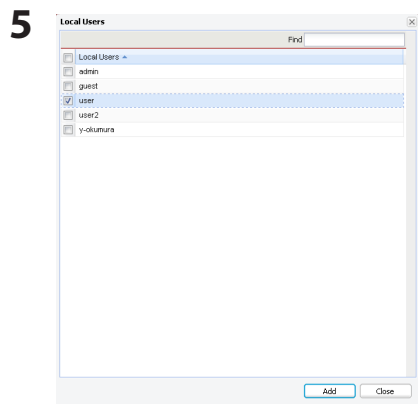 5
Local Users
Find
Local Users
admin
guest
user
user2
y-okumura
Add Close